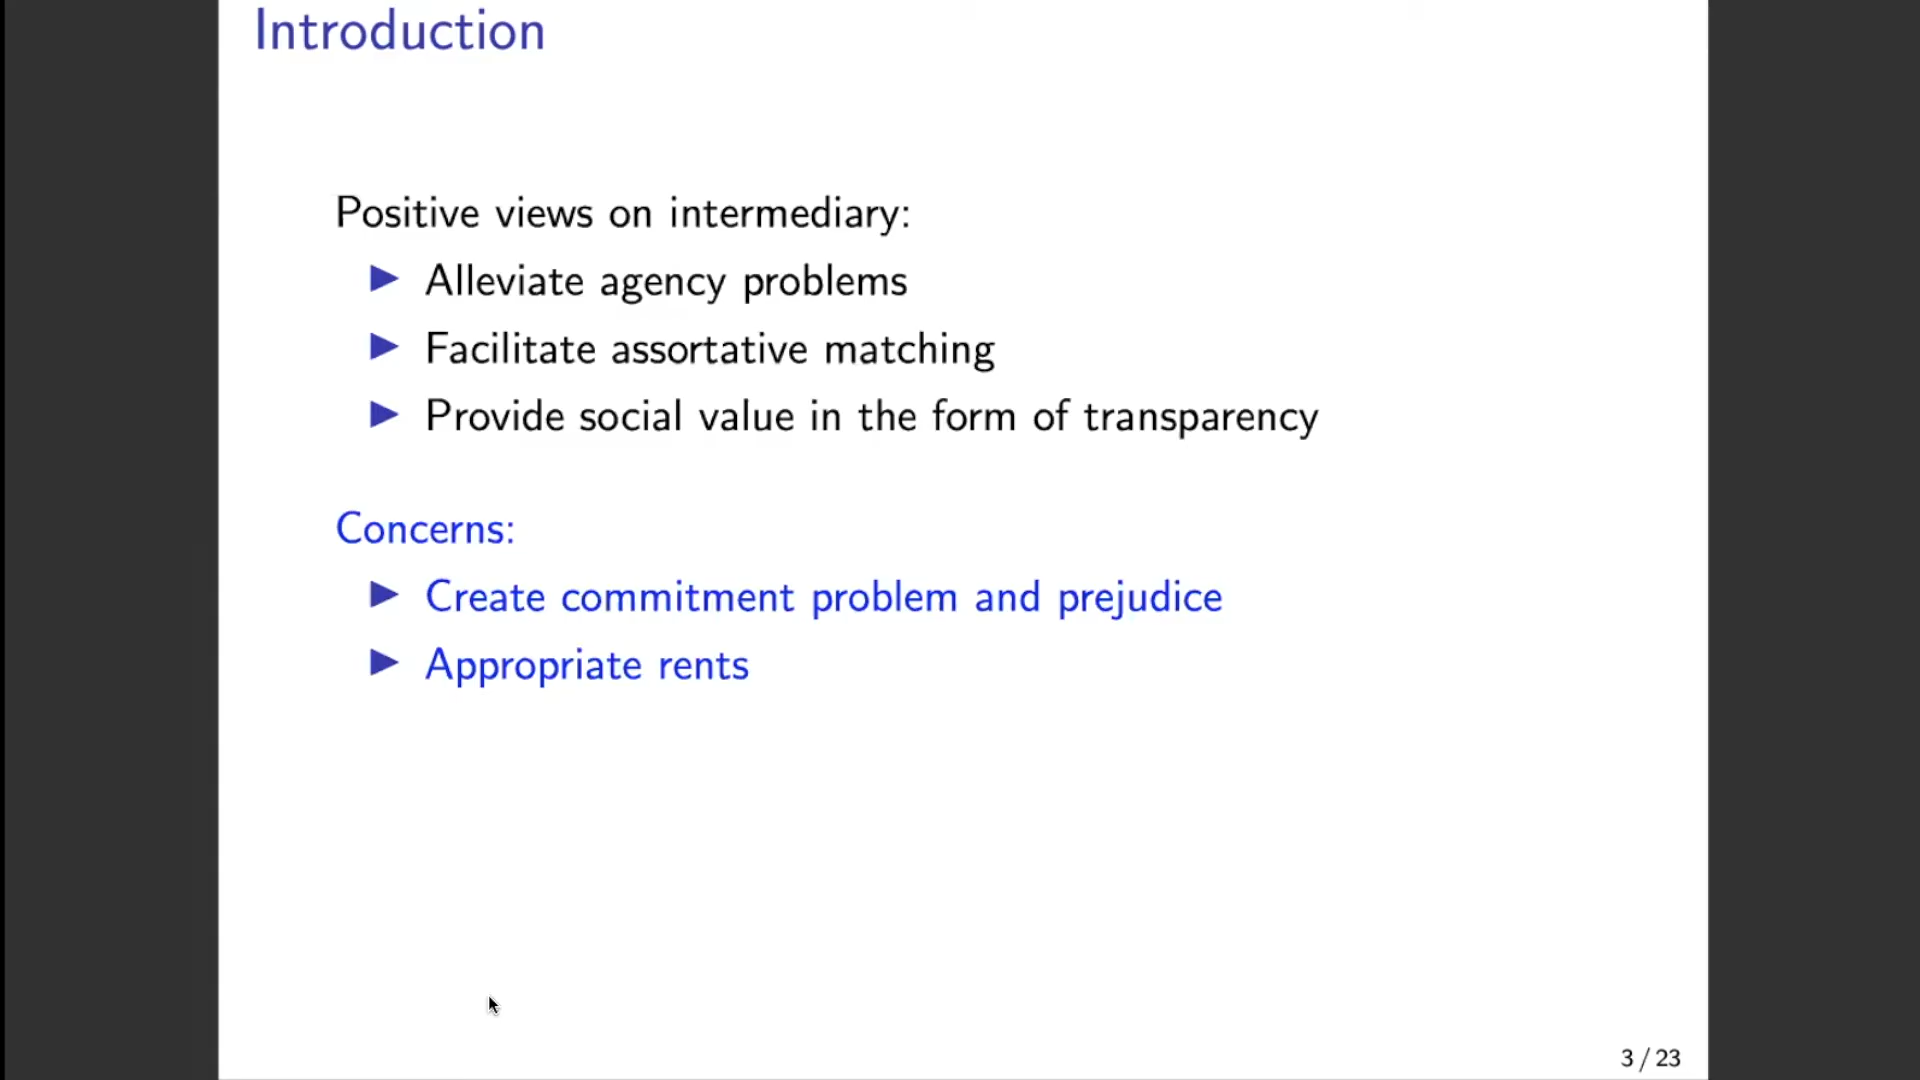 Introduction
Positive views on intermediary:
▶ Alleviate agency problems
▶ Facilitate assortative matching
▶ Provide social value in the form of transparency
Concerns:
▶ Create commitment problem and prejudice
▶ Appropriate rents
3 / 23